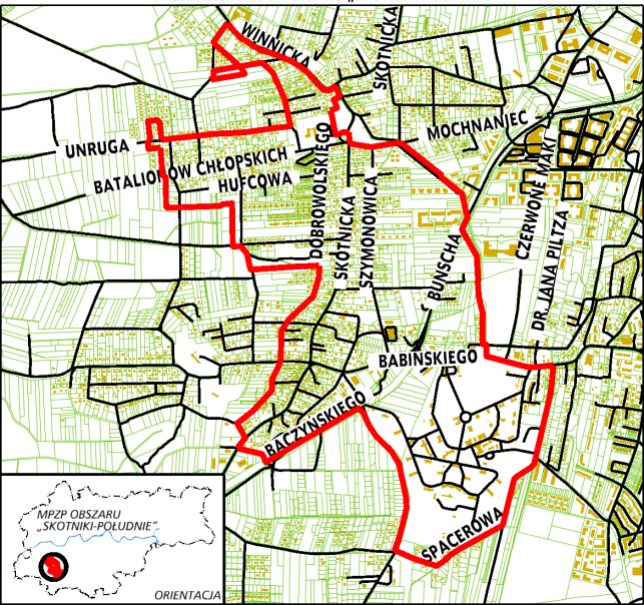 WINNICKA
SKOTNICKA
MOCHNANIEC
UNRUGA
BATALIONÓW CHŁOPSKICH
HUFCOWA
DOBROWOLSKIEGO
SKOTNICKA
SZYMONOWICA
BUNSCHA
CZERWONE MAKI
DR. JANA PILTZA
BABIŃSKIEGO
BACZYŃSKIEGO
SPACEROWA
MPZP OBSZARU
„SKOTNIKI-POŁUDNIE”
ORIENTACJA